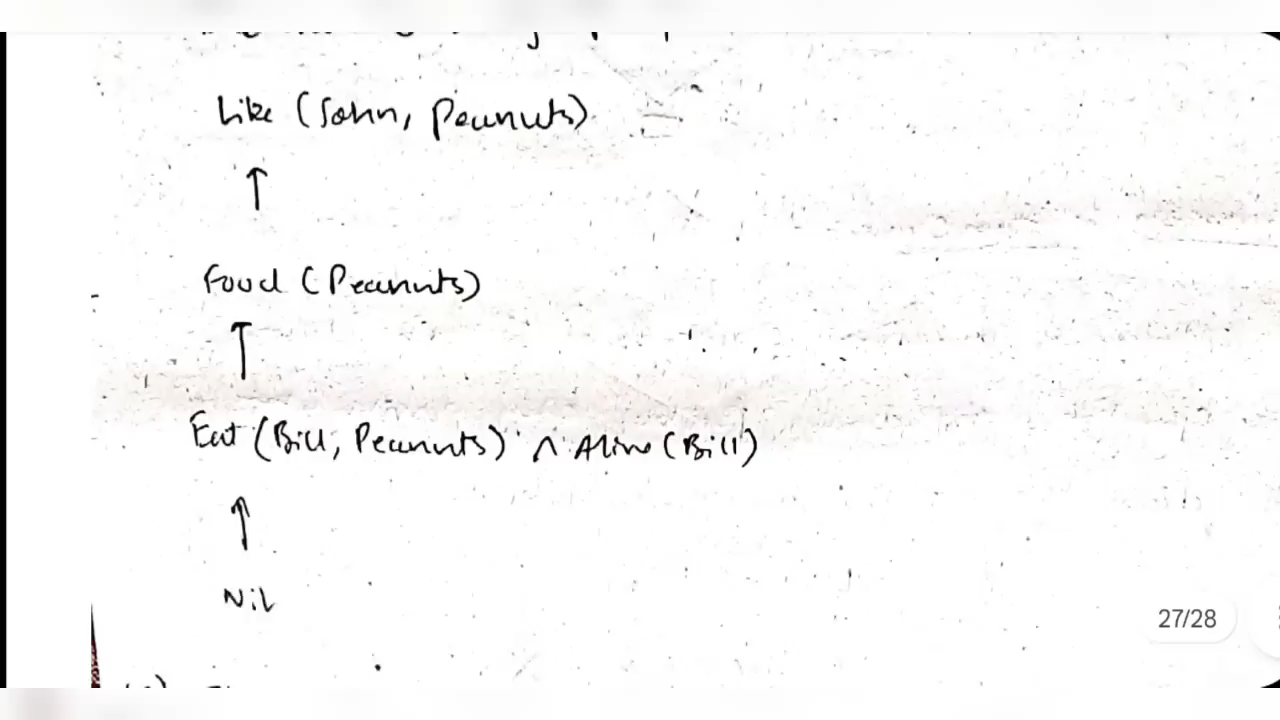 Like (John, Peanuts)
↑
Food (Peanuts)
↑
Eat (Bill, Peanuts) ∧ Alive (Bill)
↑
Nil
27/28